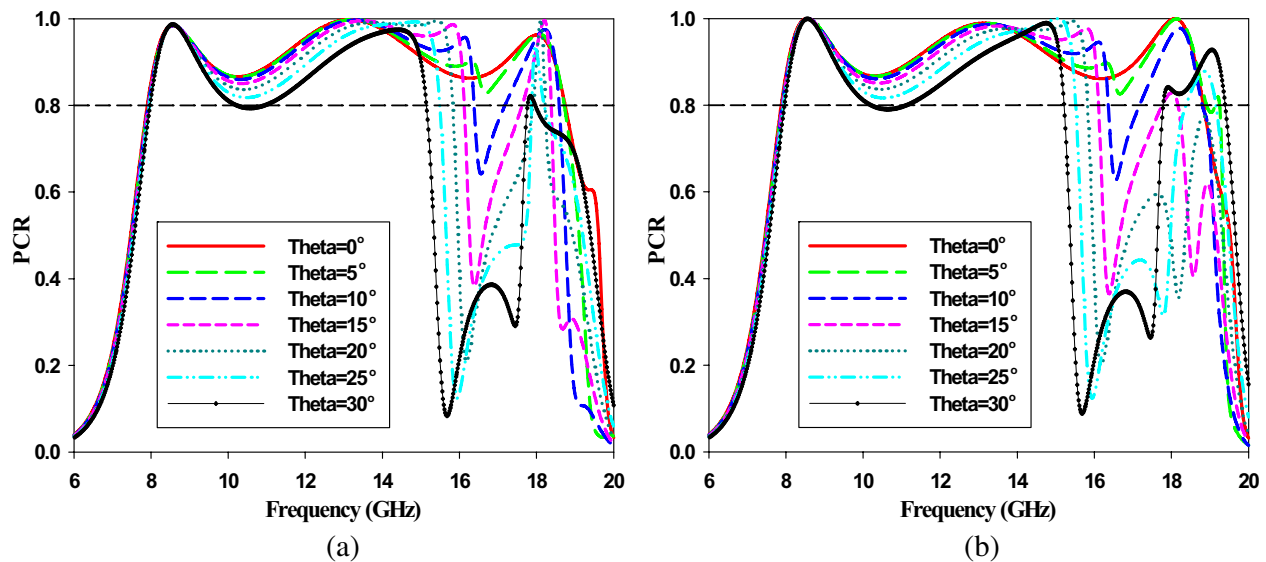 1.0
0.8
0.6
0.4
0.2
0.0
PCR
Theta=0°
Theta=5°
Theta=10°
Theta=15°
Theta=20°
Theta=25°
Theta=30°
6 8 10 12 14 16 18 20
Frequency (GHz)
(a)
1.0
0.8
0.6
0.4
0.2
0.0
PCR
Theta=0°
Theta=5°
Theta=10°
Theta=15°
Theta=20°
Theta=25°
Theta=30°
6 8 10 12 14 16 18 20
Frequency (GHz)
(b)